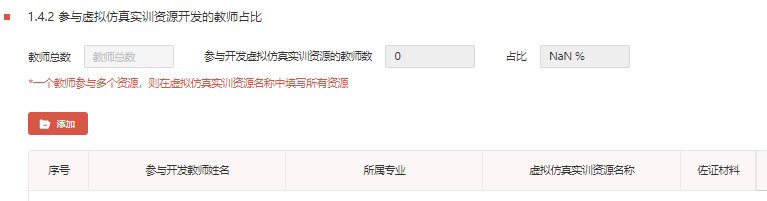 1.4.2 参与虚拟仿真实训资源开发的教师占比
教师总数 教师总数 参与开发虚拟仿真实训资源的教师数 0 占比 NaN %
*一个教师参与多个资源，则在虚拟仿真实训资源名称中填写所有资源
添加
序号 参与开发教师姓名 所属专业 虚拟仿真实训资源名称 佐证材料